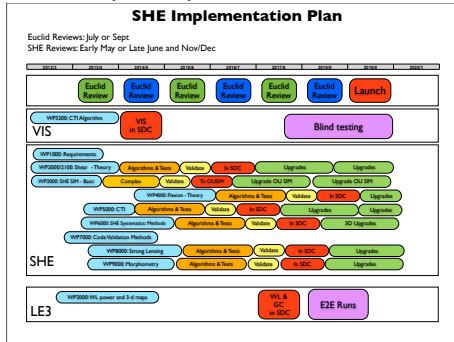 SHE Implementation Plan
Euclid Reviews: July or Sept
SHE Reviews: Early May or Late June and Nov/Dec
2012/3 2013/4 2014/5 2015/6 2016/7 2017/8 2018/9 2019/0 2020/1
Euclid Review Euclid Review Euclid Review Euclid Review Euclid Review Euclid Review Launch
WP3200: CTI Algorithm
VIS in SDC
Blind testing
VIS
WP1000: Requirements
WP2000/2100: Shear - Theory Algorithms & Tests Validate In SDC Upgrades Upgrades
WP3000: SHE SIM - Basic Complex Validate To OUSIM Upgrade OU SIM Upgrade OU SIM
WP4000: Flexion - Theory Algorithms & Tests Validate In SDC Upgrades
WP5000: CTI Algorithms & Tests Validate In SDC Upgrades Upgrades
WP6000: SHE Systematic Methods Algorithms & Tests Validate In SDC 3D Upgrades
WP7000: Code Validation Methods
WP8000: Strong Lensing Algorithms & Tests Validate In SDC Upgrades
WP9000: Morphometry Algorithms & Tests Validate In SDC Upgrades
SHE
WP2000: WL power and 3-d maps
WL & GC in SDC
E2E Runs
LE3